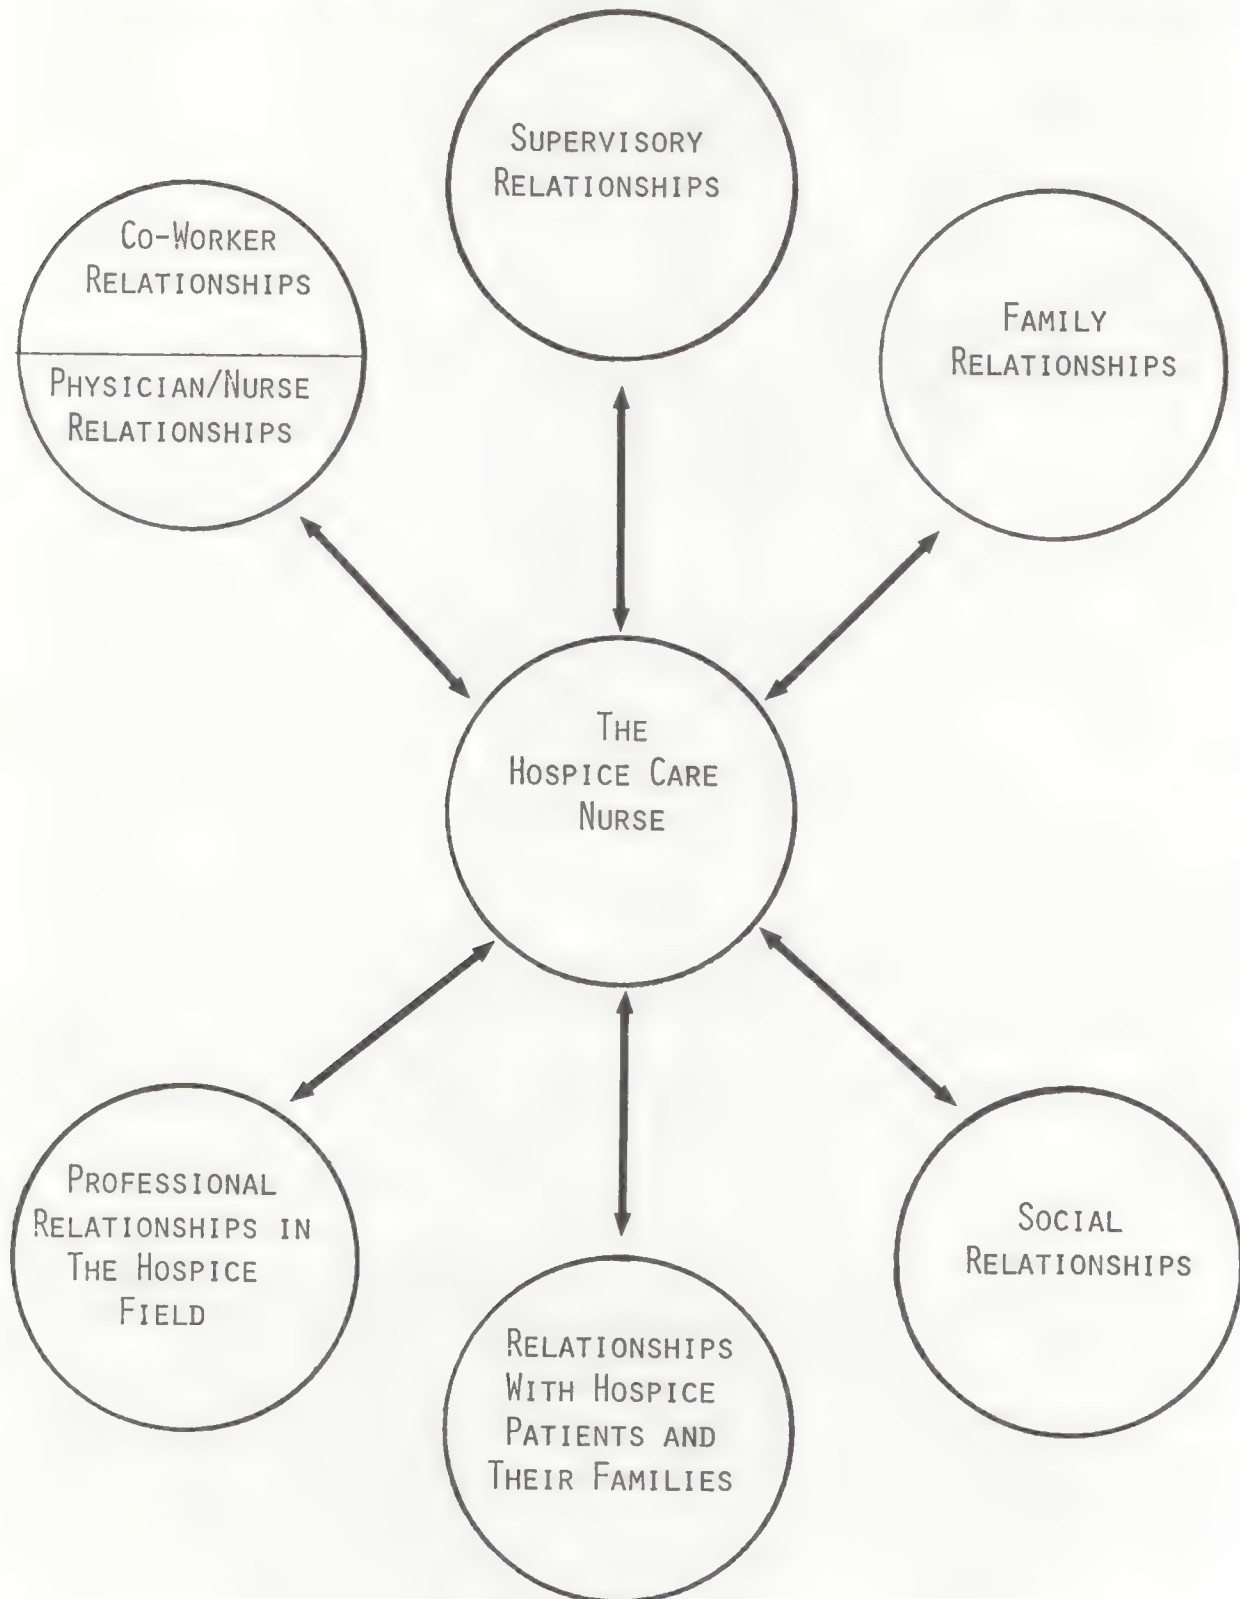 SUPERVISORY
RELATIONSHIPS
CO-WORKER
RELATIONSHIPS
PHYSICIAN/NURSE
RELATIONSHIPS
FAMILY
RELATIONSHIPS
THE
HOSPICE CARE
NURSE
PROFESSIONAL
RELATIONSHIPS IN
THE HOSPICE
FIELD
RELATIONSHIPS
WITH HOSPICE
PATIENTS AND
THEIR FAMILIES
SOCIAL
RELATIONSHIPS